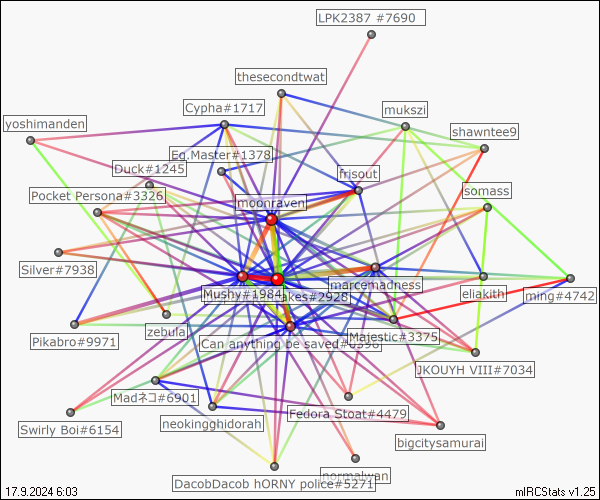 LPK2387 #7690
thesecondtwat
Cypha#1717
mukszi
yoshimanden
shawntee9
Eq.Master#1378
Duck#1245
frisout
Pocket Persona#3326
somass
moonraven
Silver#7938
marcemadness
Mushy#1984
akes#2928
eliakith
ming#4742
zebula
Pikabro#9971
Majestic#3375
Can anything be saved
JKOUYH VIII#7034
Madネコ#6901
Fedora Stoat#4479
neokingghidorah
Swirly Boi#6154
bigcitysamurai
normalwan
DacobDacob hORNY police#5271
17.9.2024 6:03
mIRCStats v1.25